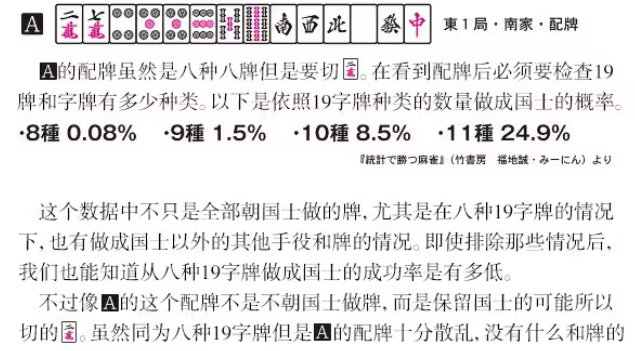 A 二萬 七萬 南 西 北 發 中 東1局・南家・配牌
A的配牌虽然是八种八牌但是要切二萬。在看到配牌后必须要检查19
牌和字牌有多少种类。以下是依照19字牌种类的数量做成国士的概率。
・8種 0.08% ・9種 1.5% ・10種 8.5% ・11種 24.9%
『統計で勝つ麻雀』(竹書房 福地誠・みーにん)より
这个数据中不只是全部朝国士做的牌,尤其是在八种19字牌的情况
下,也有做成国士以外的其他手役和牌的情况。即使排除那些情况后,
我们也能知道从八种19字牌做成国士的成功率是有多低。
不过像A的这个配牌不是不朝国士做牌,而是保留国士的可能所以
切的二萬。虽然同为八种19字牌但是A的配牌十分散乱,没有什么和牌的